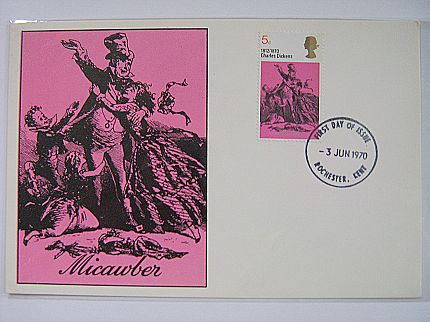 5D
1812/1870
Charles Dickens
FIRST DAY OF ISSUE
- 3 JUN 1970
ROCHESTER, KENT
Micawber